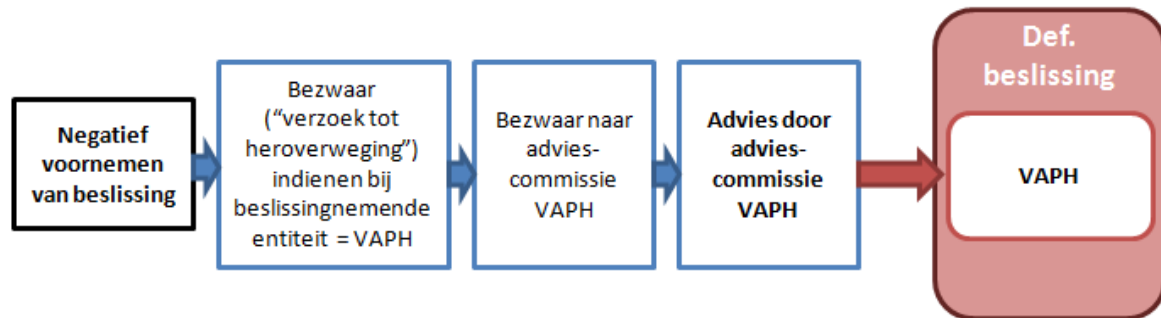 Negatief
voornemen
van beslissing
Bezwaar
(“verzoek tot
heroverweging”)
indienen bij
beslissingnemende
entiteit = VAPH
Bezwaar naar
advies-
commissie
VAPH
Advies door
advies-
commissie
VAPH
Def.
beslissing
VAPH